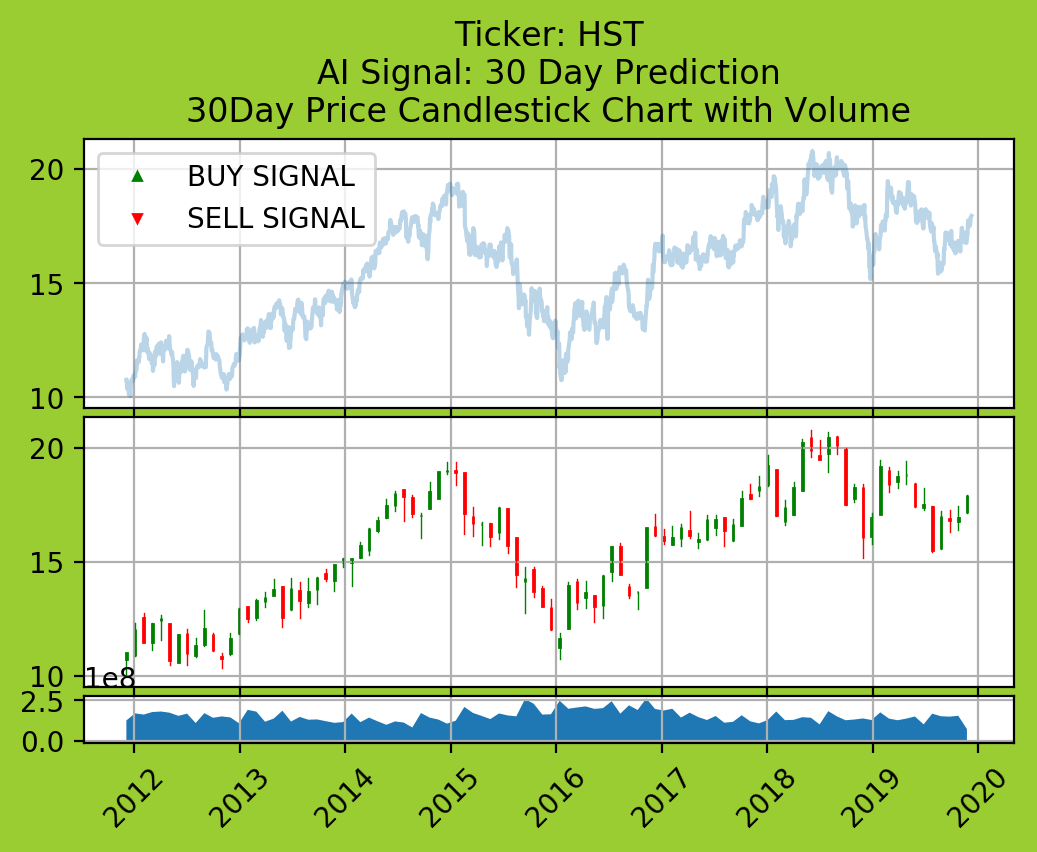 Ticker: HST
AI Signal: 30 Day Prediction
30Day Price Candlestick Chart with Volume
BUY SIGNAL
SELL SIGNAL
20
15
10
20
15
10
1e8
2.5
0.0
2012
2013
2014
2015
2016
2017
2018
2019
2020